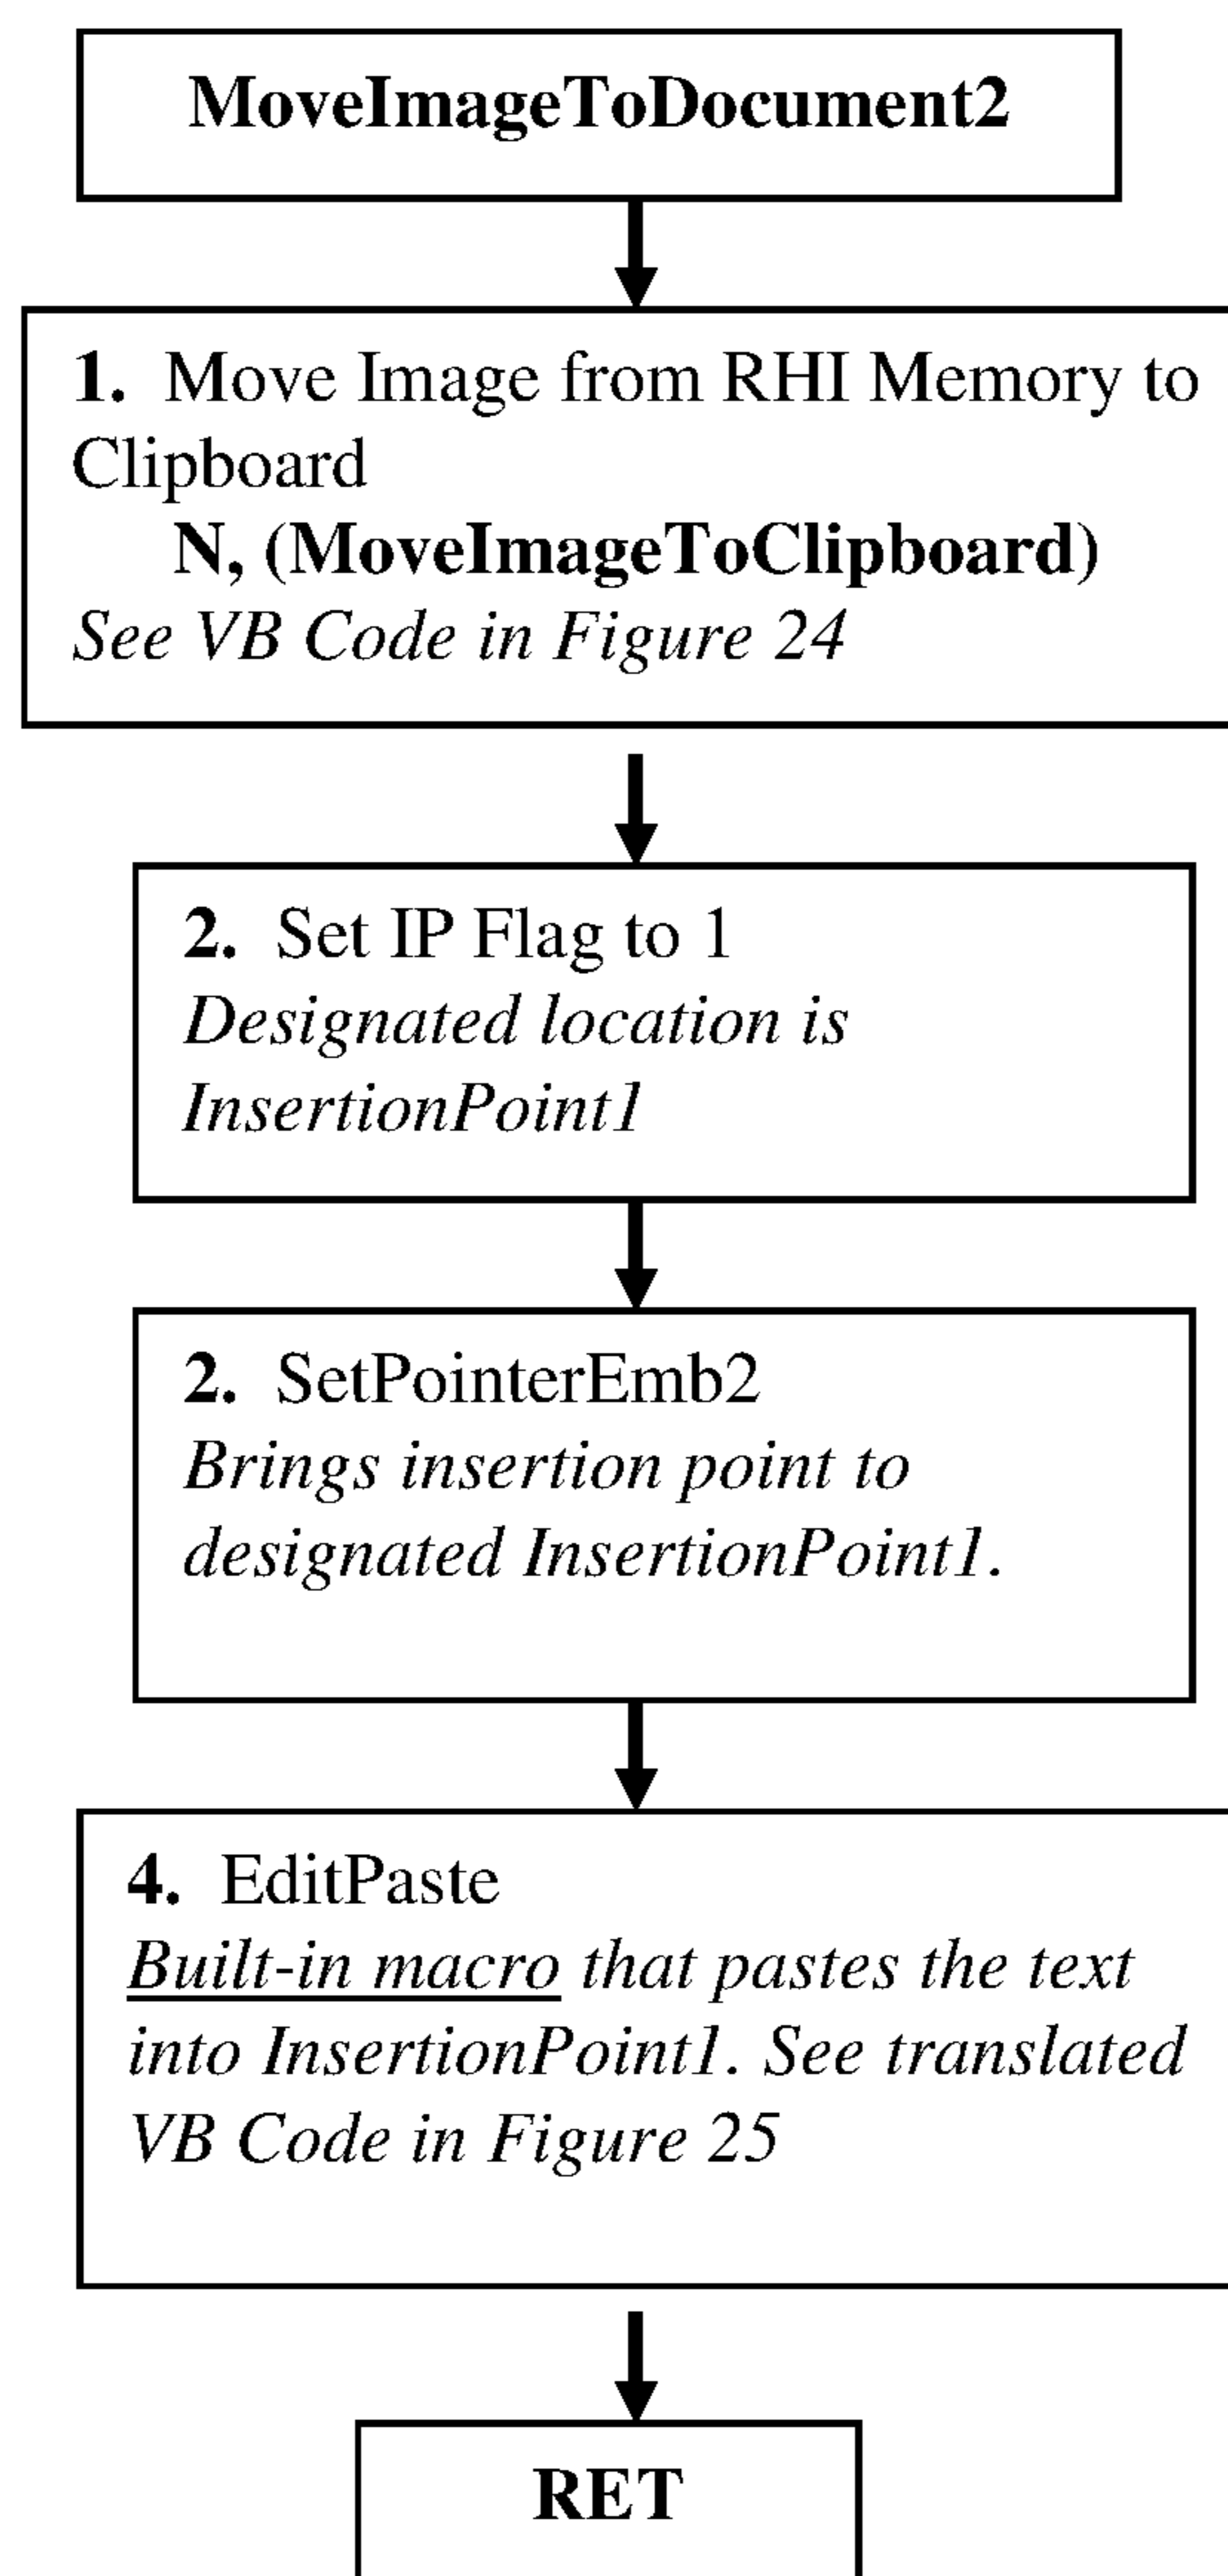 MoveImageToDocument2
1. Move Image from RHI Memory to
Clipboard
N, (MoveImageToClipboard)
See VB Code in Figure 24
2. Set IP Flag to 1
Designated location is
InsertionPoint1
2. SetPointerEmb2
Brings insertion point to
designated InsertionPoint1.
4. EditPaste
Built-in macro that pastes the text
into InsertionPoint1. See translated
VB Code in Figure 25
RET